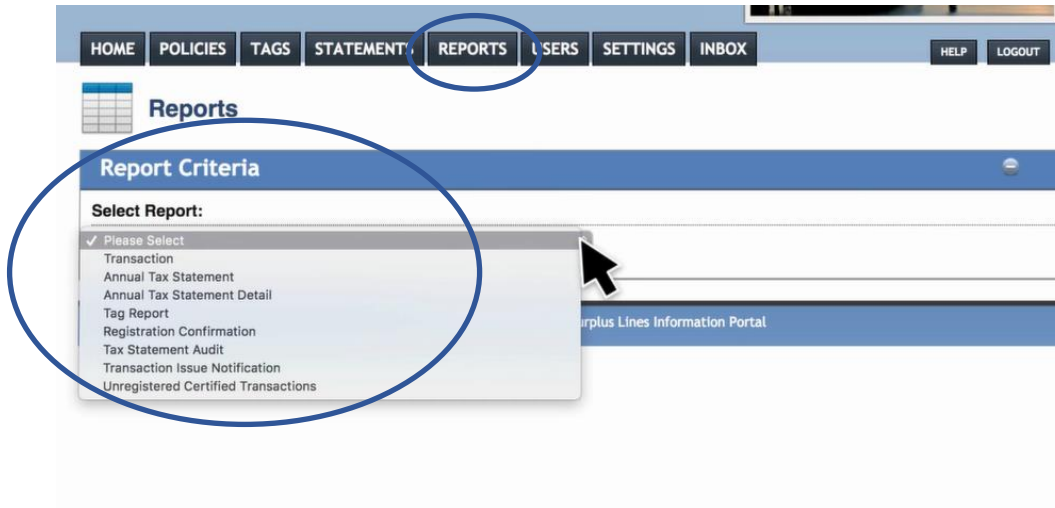 HOME POLICIES TAGS STATEMENTS REPORTS USERS SETTINGS INBOX HELP LOGOUT
Reports
Report Criteria
Select Report:
✓ Please Select
Transaction
Annual Tax Statement
Annual Tax Statement Detail
Tag Report
Registration Confirmation
Tax Statement Audit
Transaction Issue Notification
Unregistered Certified Transactions
urplus Lines Information Portal